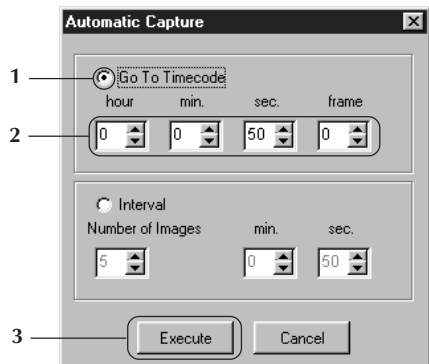 Automatic Capture
1 Go To Timecode
hour min. sec. frame
2 0 0 50 0
Interval
Number of Images min. sec.
5 0 50
3 Execute Cancel